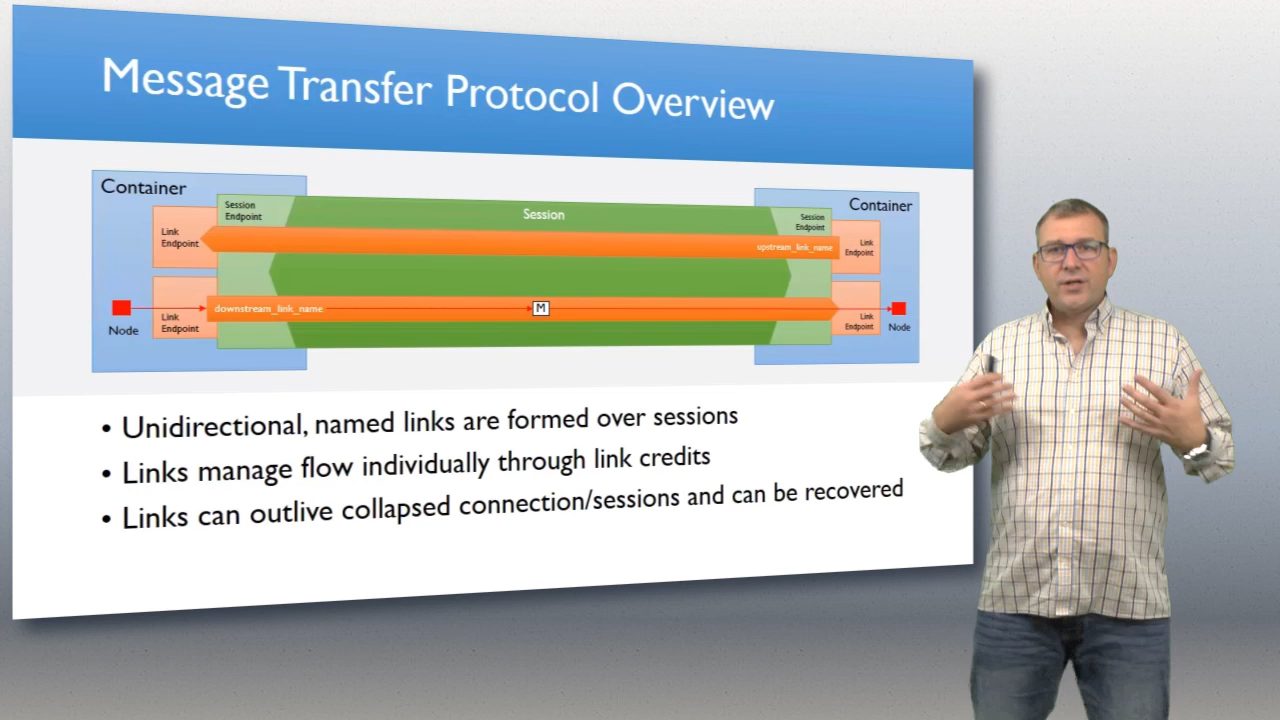 Message Transfer Protocol Overview
Container
Session
Endpoint
Session
Session
Endpoint
Container
Link
Endpoint
upstream_link_name
Link
Endpoint
downstream_link_name
M
Node
Link
Endpoint
Link
Endpoint
Node
• Unidirectional, named links are formed over sessions
• Links manage flow individually through link credits
• Links can outlive collapsed connection/sessions and can be recovered